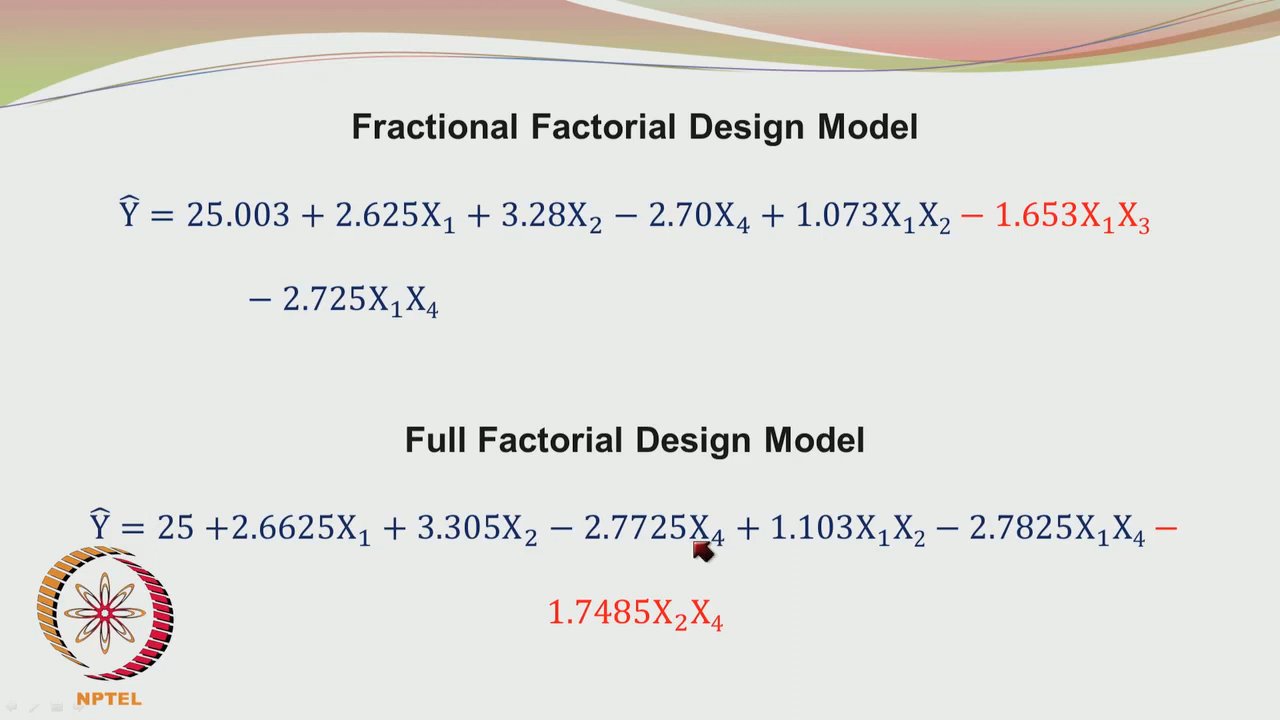 Fractional Factorial Design Model
Ŷ = 25.003 + 2.625X₁ + 3.28X₂ − 2.70X₄ + 1.073X₁X₂ − 1.653X₁X₃
− 2.725X₁X₄
Full Factorial Design Model
Ŷ = 25 +2.6625X₁ + 3.305X₂ − 2.7725X₄ + 1.103X₁X₂ − 2.7825X₁X₄ −
1.7485X₂X₄
NPTEL